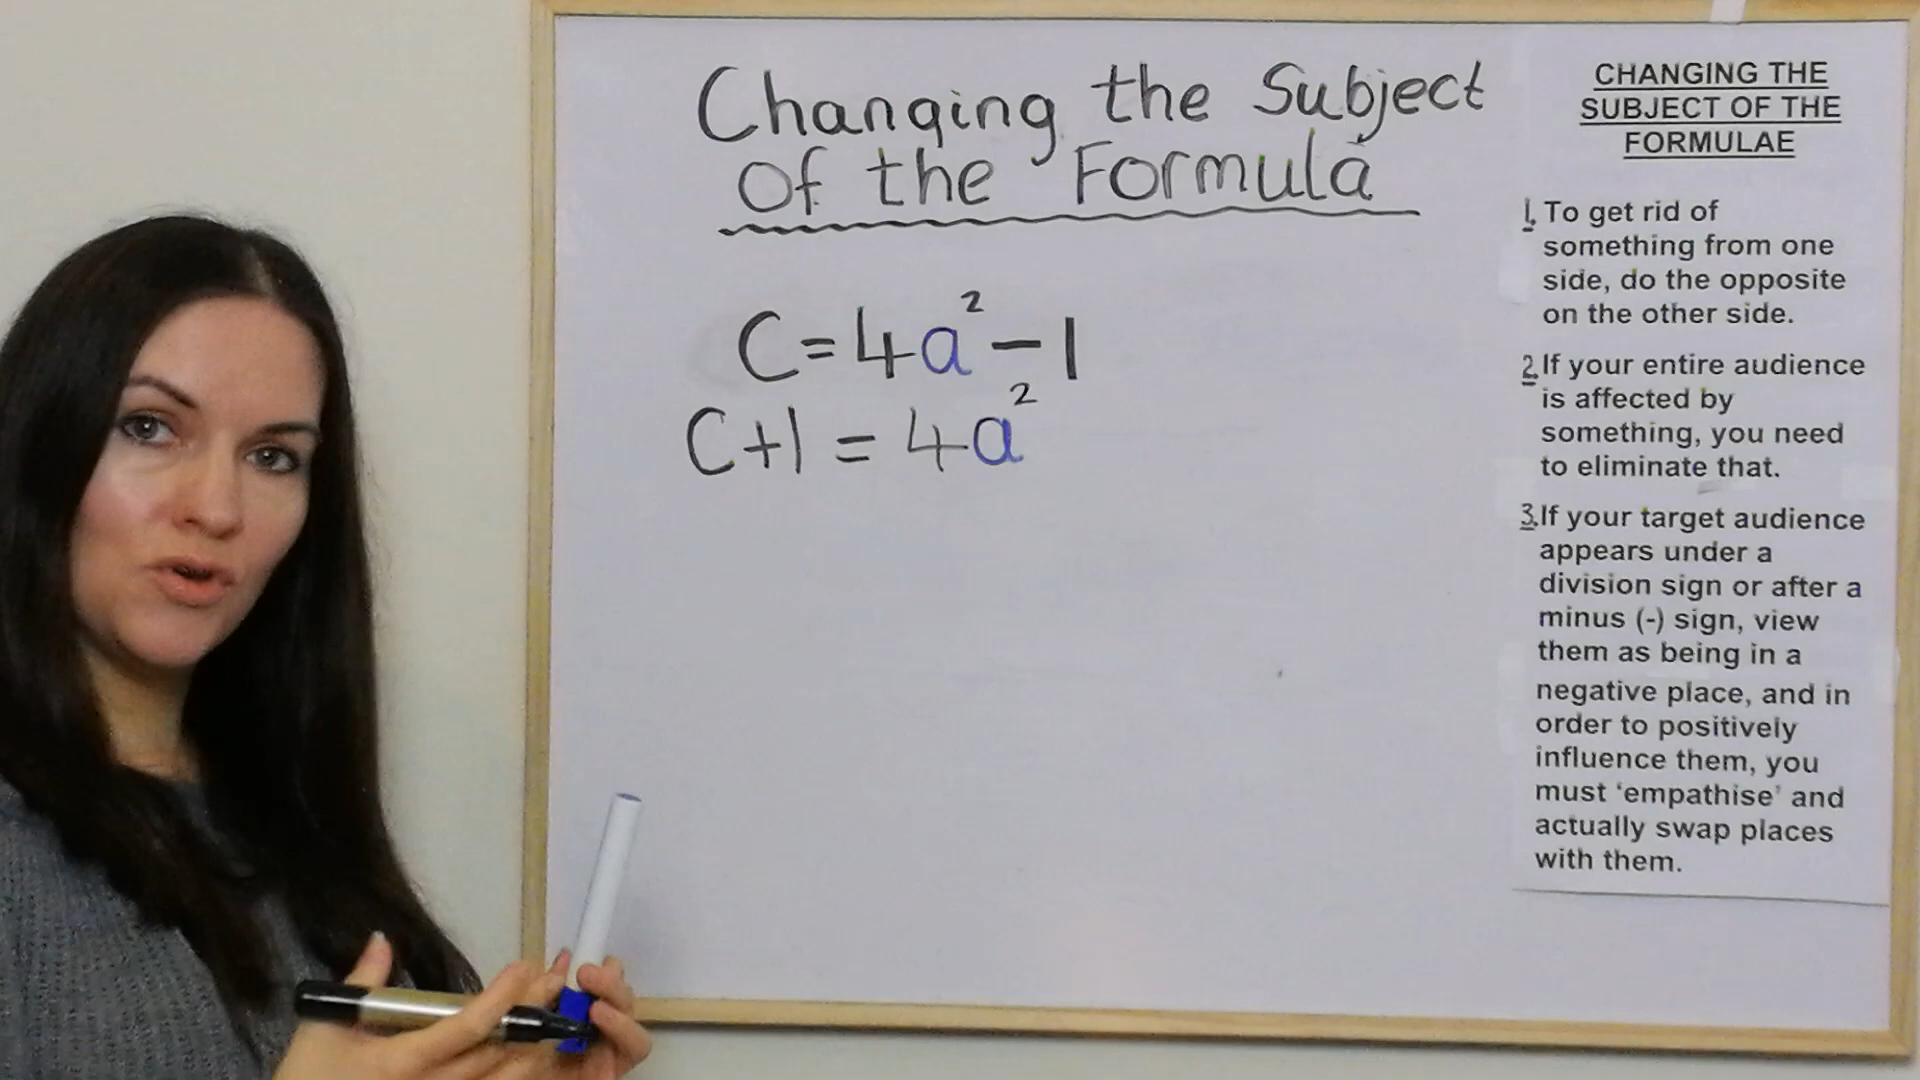 Changing the Subject
Of the Formula
C=4a²-1
C+1=4a²
CHANGING THE
SUBJECT OF THE
FORMULAE
1. To get rid of
something from one
side, do the opposite
on the other side.
2. If your entire audience
is affected by
something, you need
to eliminate that.
3. If your target audience
appears under a
division sign or after a
minus (-) sign, view
them as being in a
negative place, and in
order to positively
influence them, you
must ‘empathise’ and
actually swap places
with them.